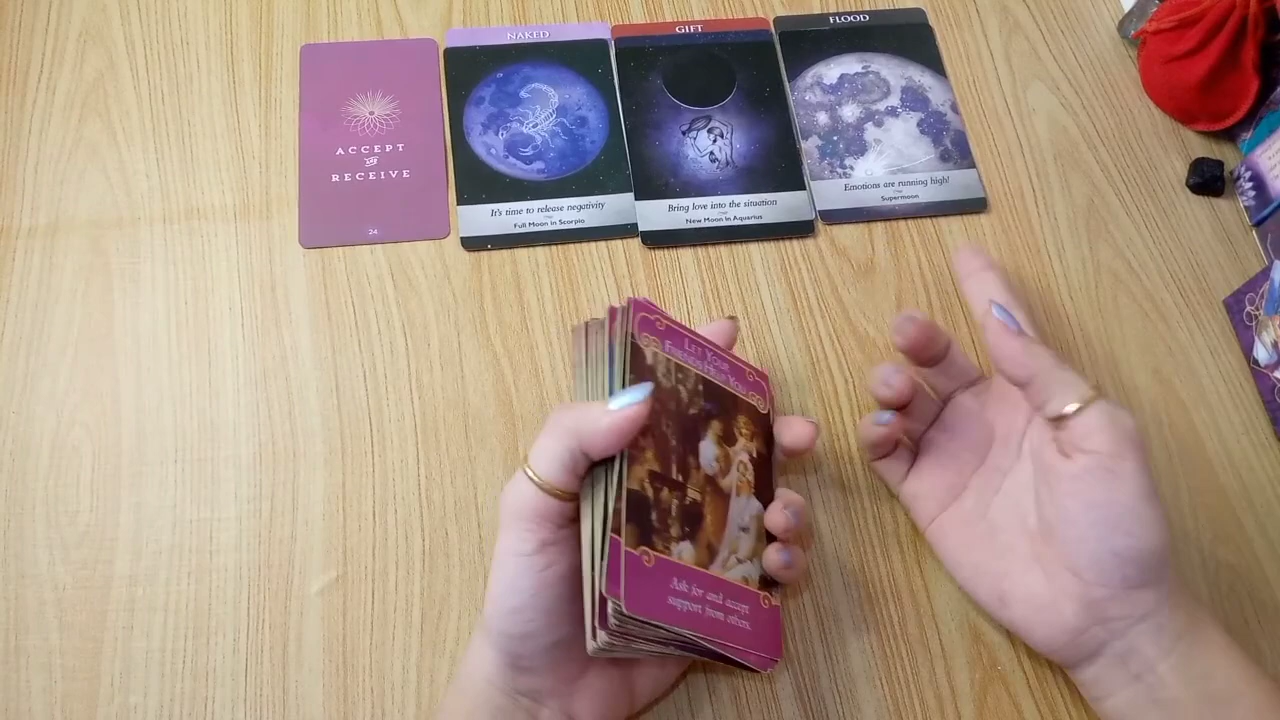 ACCEPT
AND
RECEIVE
24
NAKED
It's time to release negativity
Full Moon in Scorpio
GIFT
Bring love into the situation
New Moon in Aquarius
FLOOD
Emotions are running high!
Supermoon
LET YOUR
FRIENDS HELP YOU
Ask for and accept
support from others.